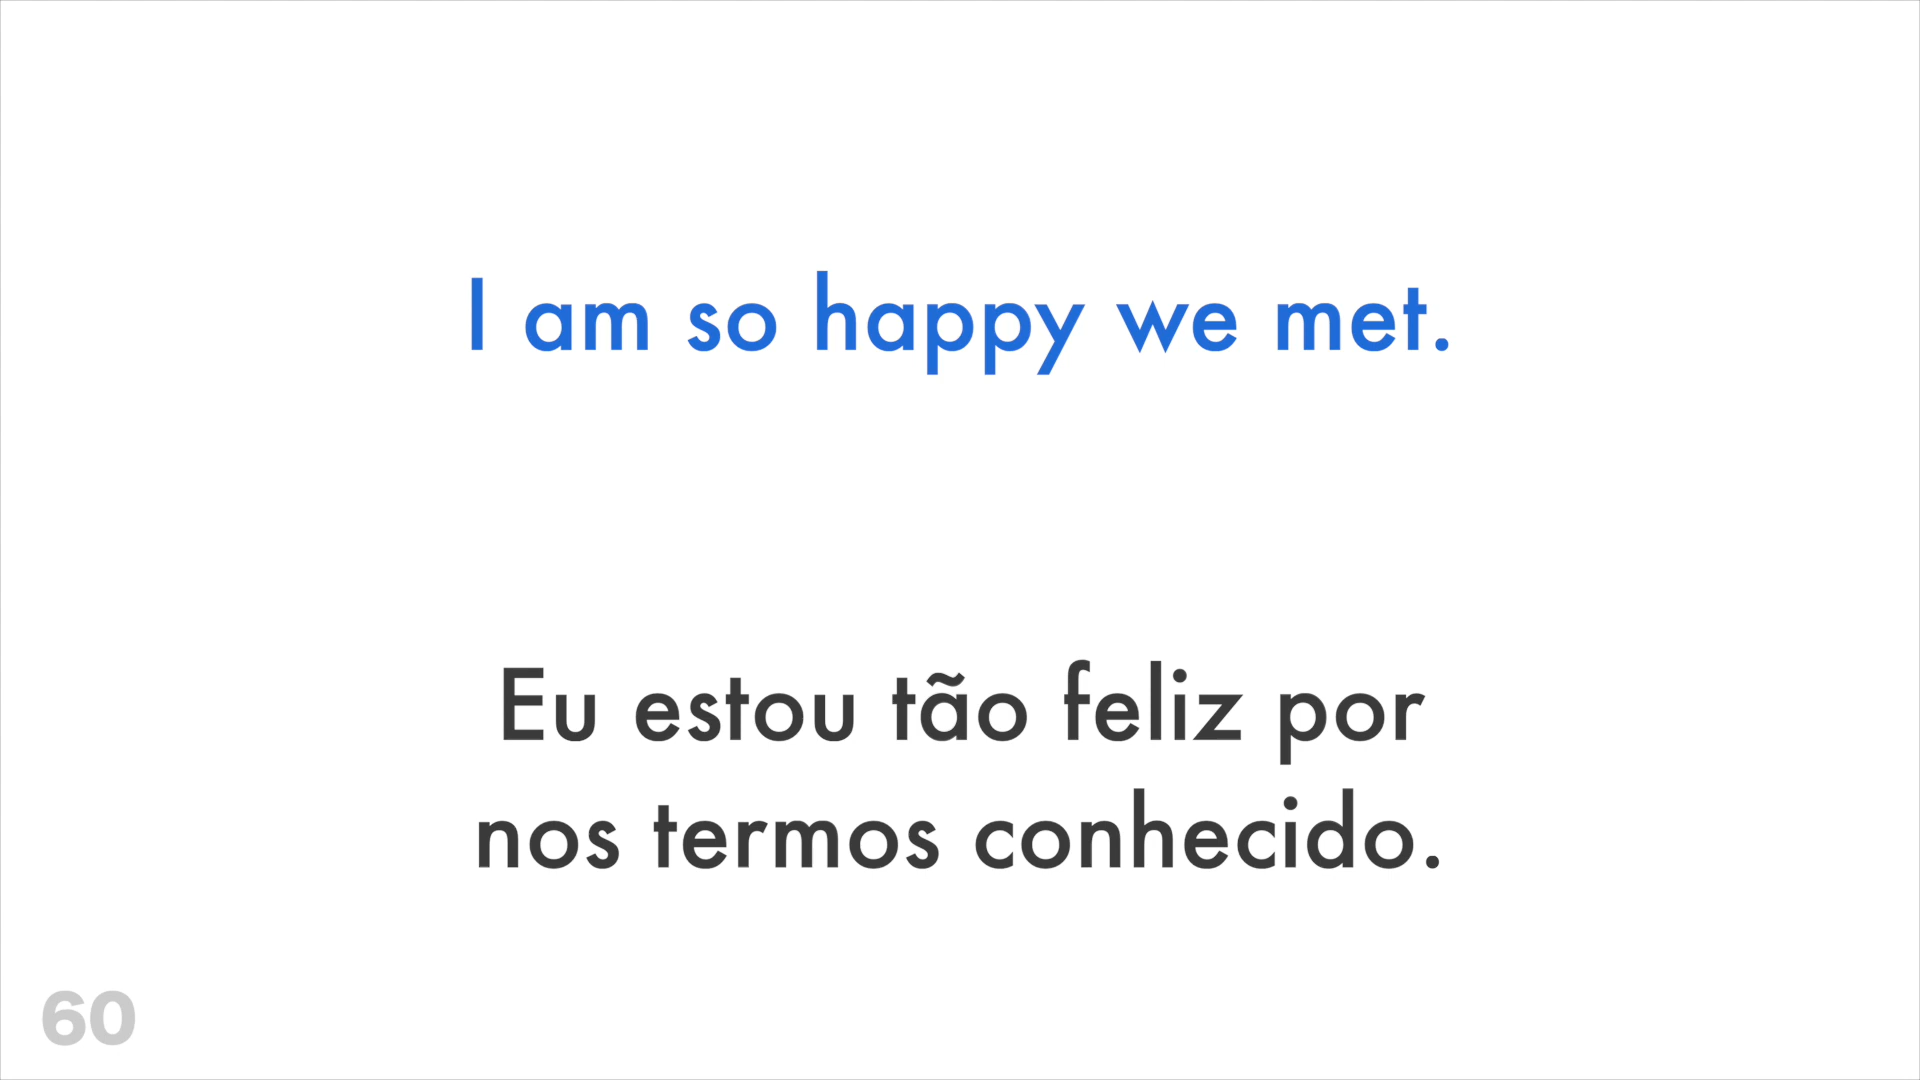 I am so happy we met.
Eu estou tão feliz por
nos termos conhecido.
60